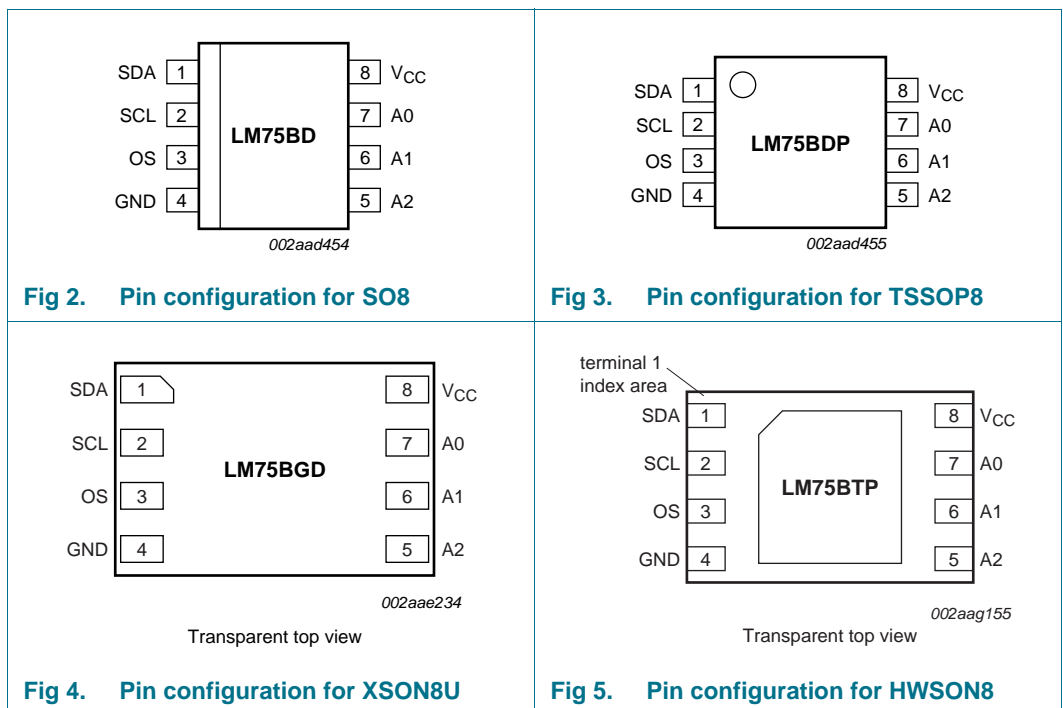 SDA 1 8 VCC
SCL 2 7 A0
LM75BD
OS 3 6 A1
GND 4 5 A2
002aad454
Fig 2. Pin configuration for SO8
SDA 1 8 VCC
SCL 2 7 A0
LM75BDP
OS 3 6 A1
GND 4 5 A2
002aad455
Fig 3. Pin configuration for TSSOP8
SDA 1 8 VCC
SCL 2 7 A0
LM75BGD
OS 3 6 A1
GND 4 5 A2
002aae234
Transparent top view
Fig 4. Pin configuration for XSON8U
terminal 1
index area
SDA 1 8 VCC
SCL 2 7 A0
LM75BTP
OS 3 6 A1
GND 4 5 A2
002aag155
Transparent top view
Fig 5. Pin configuration for HWSON8